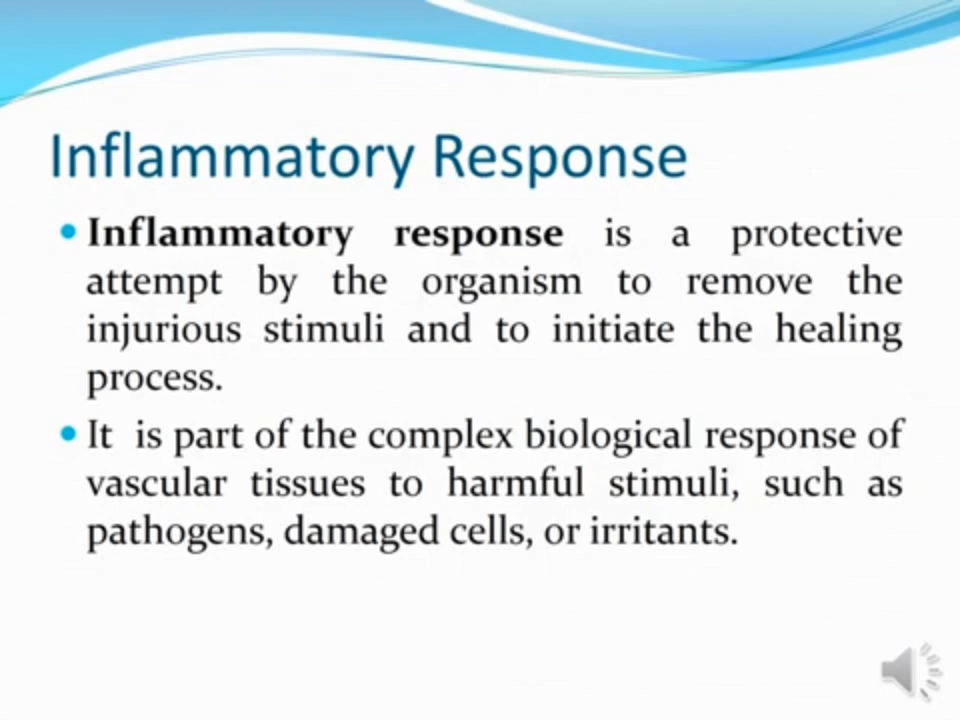 Inflammatory Response
• Inflammatory response is a protective
attempt by the organism to remove the
injurious stimuli and to initiate the healing
process.
• It is part of the complex biological response of
vascular tissues to harmful stimuli, such as
pathogens, damaged cells, or irritants.